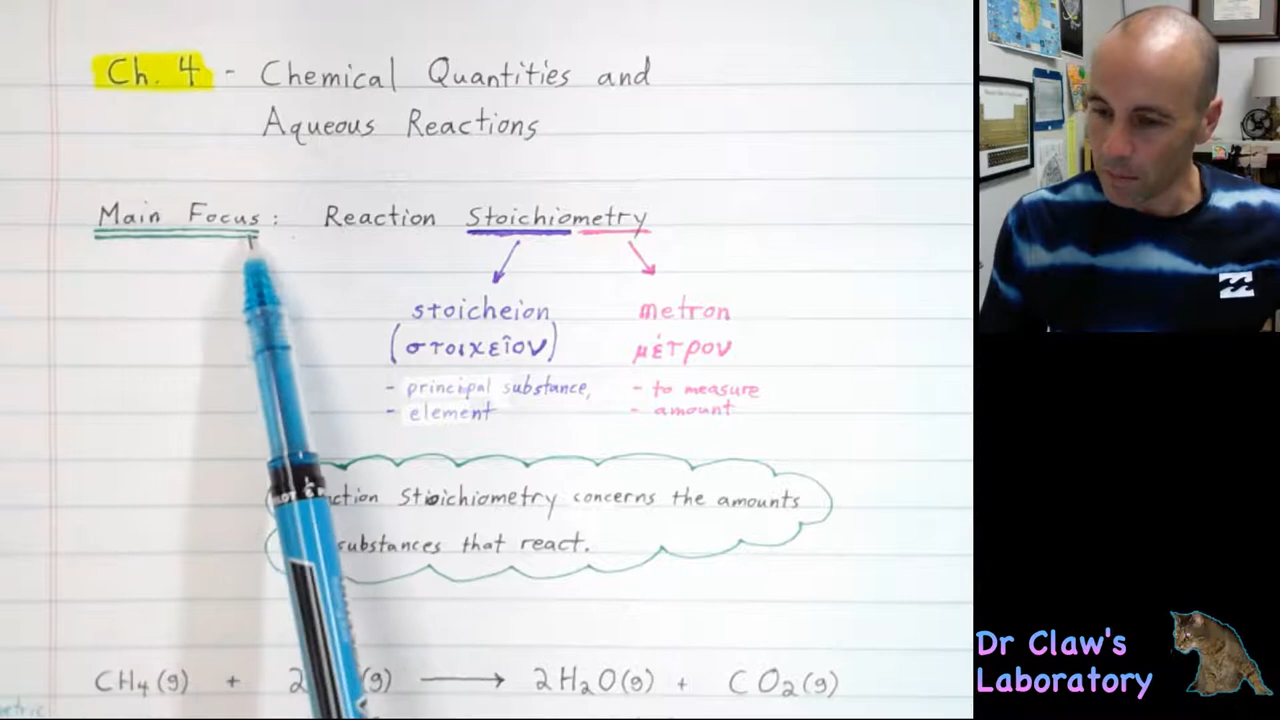 Ch. 4 - Chemical Quantities and
Aqueous Reactions
Main Focus: Reaction Stoichiometry
stoicheion
(στοιχεῖον)
- principal substance,
- element
metron
μέτρον
- to measure
- amount
Stoichiometry concerns the amounts
substances that react.
CH4(g) + 2 (g) ⟶ 2H2O(g) + CO2(g)
Dr Claw's
Laboratory